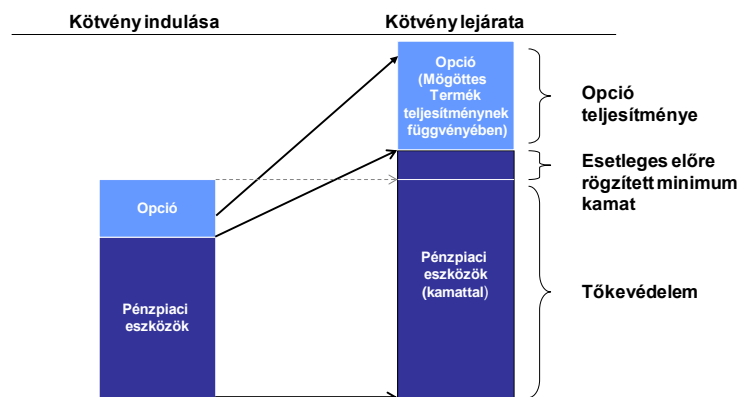 Kötvény indulása
Kötvény lejárata
Opció
(Mögöttes
Termék
teljesítménynek
függvényében)
Opció
teljesítménye
Esetleges előre
rögzített minimum
kamat
Opció
Pénzpiaci
eszközök
Pénzpiaci
eszközök
(kamattal)
Tőkevédelem